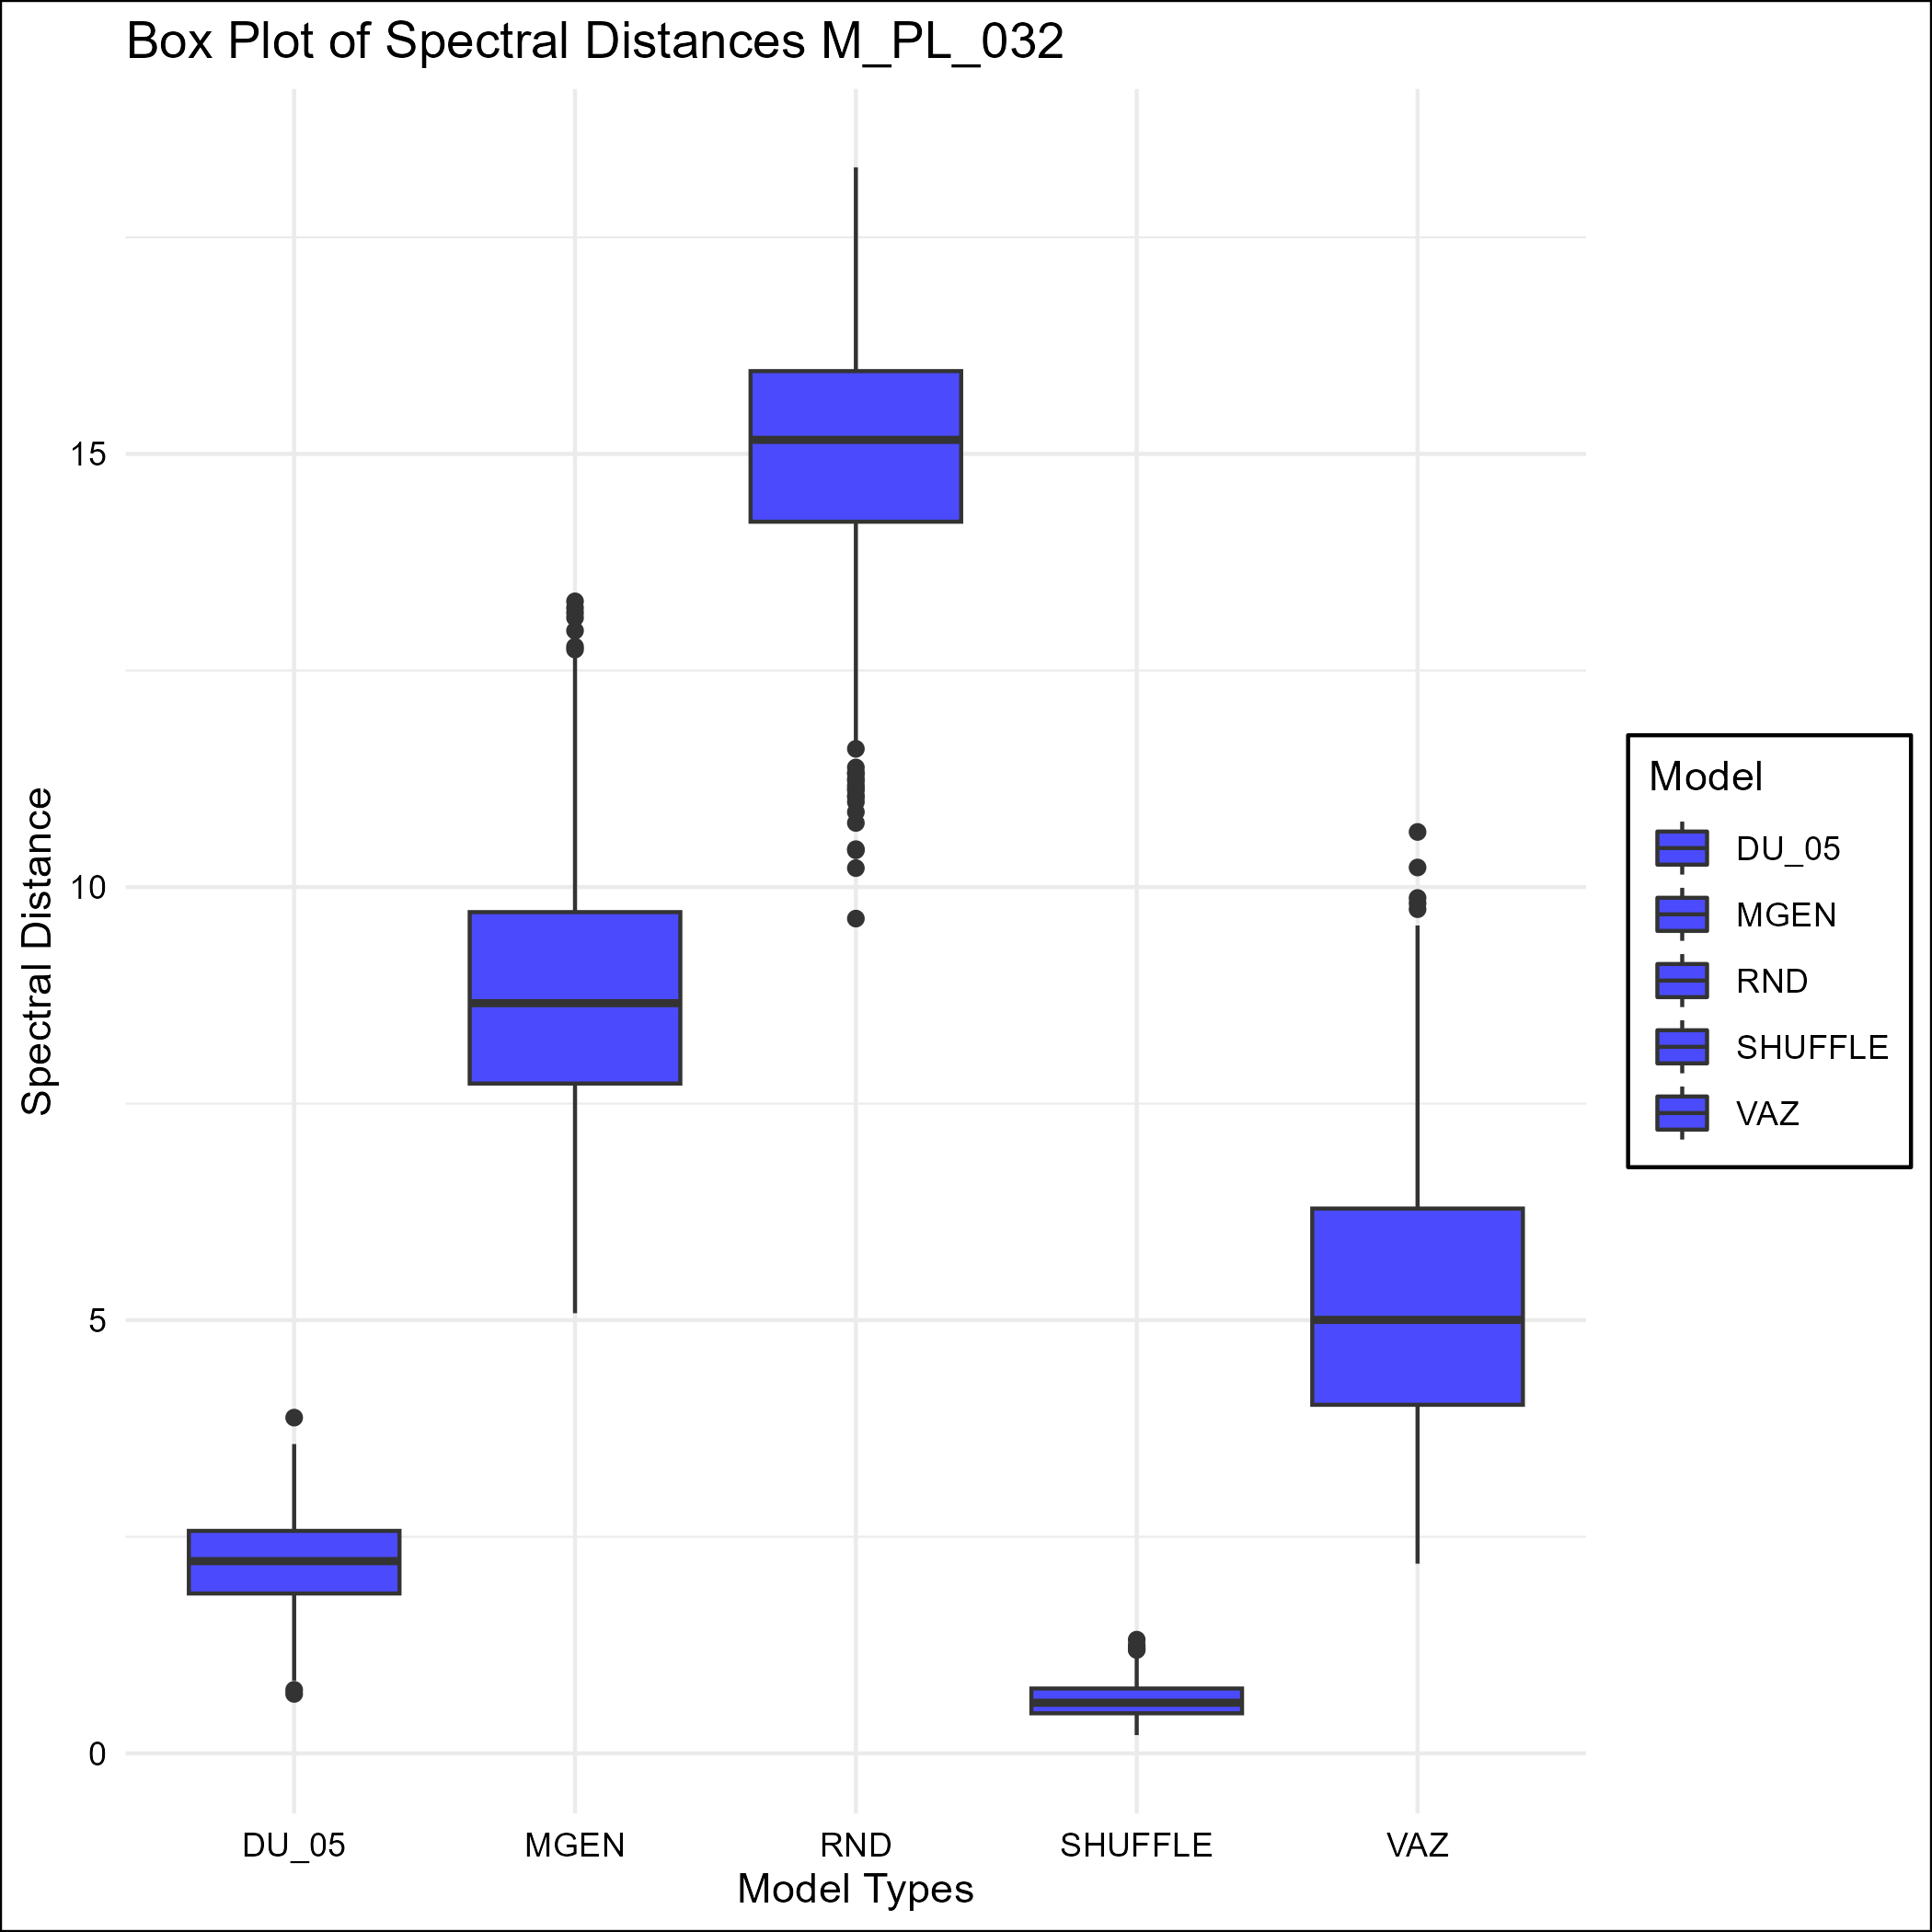 Box Plot of Spectral Distances M_PL_032
15
10
5
0
Spectral Distance
DU_05
MGEN
RND
SHUFFLE
VAZ
Model Types
Model
DU_05
MGEN
RND
SHUFFLE
VAZ